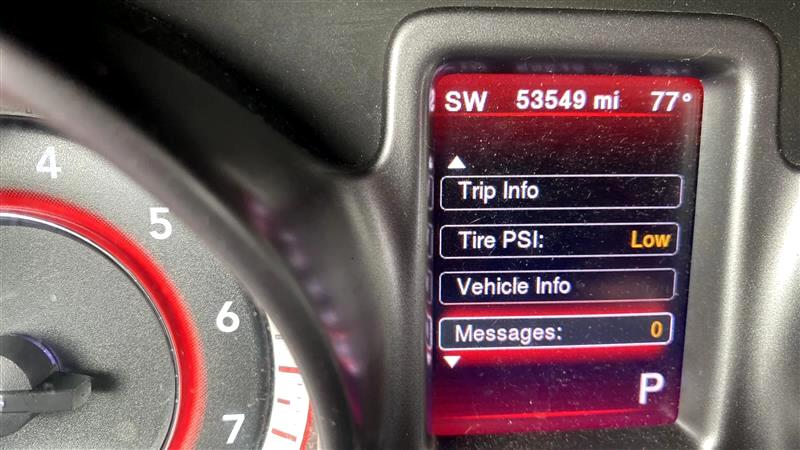 SW 53549 mi 77°
Trip Info
Tire PSI: Low
Vehicle Info
Messages: 0
P
4
5
6
7